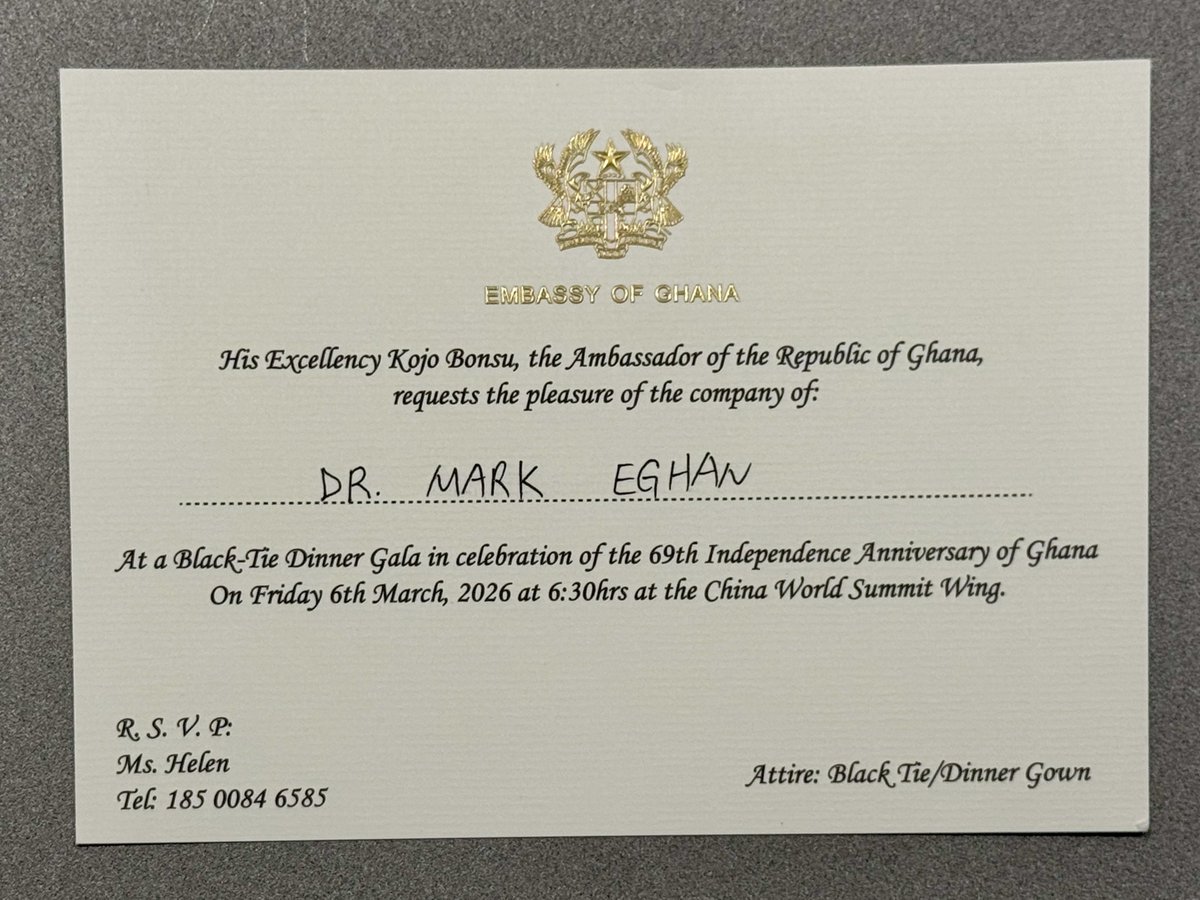 EMBASSY OF GHANA
His Excellency Kojo Bonsu, the Ambassador of the Republic of Ghana,
requests the pleasure of the company of:
DR. MARK EGHAN
At a Black-Tie Dinner Gala in celebration of the 69th Independence Anniversary of Ghana
On Friday 6th March, 2026 at 6:30hrs at the China World Summit Wing.
R. S. V. P:
Ms. Helen
Tel: 185 0084 6585
Attire: Black Tie/Dinner Gown